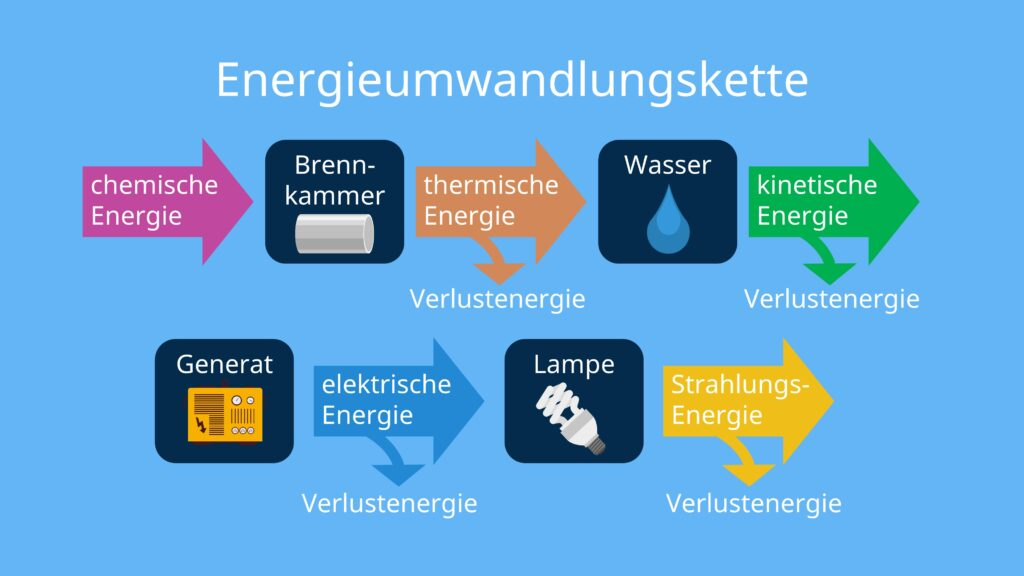 Energieumwandlungskette
chemische
Energie
Brenn-
kammer
thermische
Energie
Verlustenergie
Wasser
kinetische
Energie
Verlustenergie
Generat
elektrische
Energie
Verlustenergie
Lampe
Strahlungs-
Energie
Verlustenergie